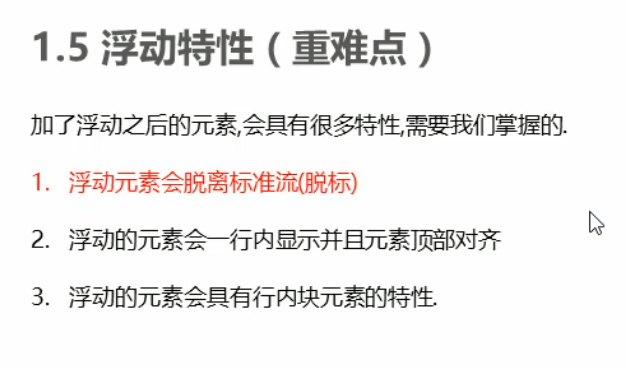 1.5 浮动特性（重难点）
加了浮动之后的元素,会具有很多特性,需要我们掌握的.
1. 浮动元素会脱离标准流(脱标)
2. 浮动的元素会一行内显示并且元素顶部对齐
3. 浮动的元素会具有行内块元素的特性.